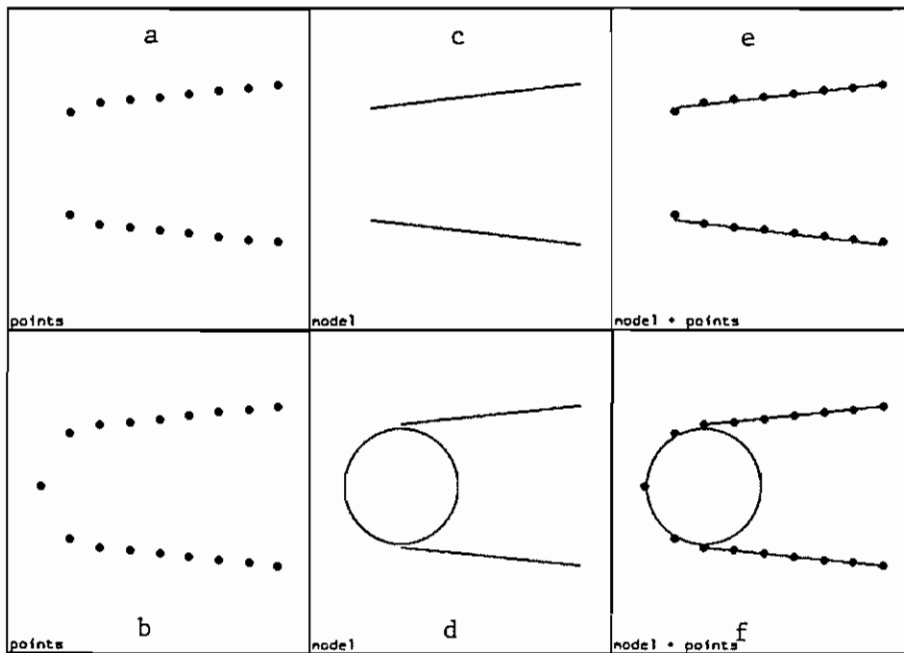 a
c
e
points
model
model + points
points
b
model
d
model + points
f